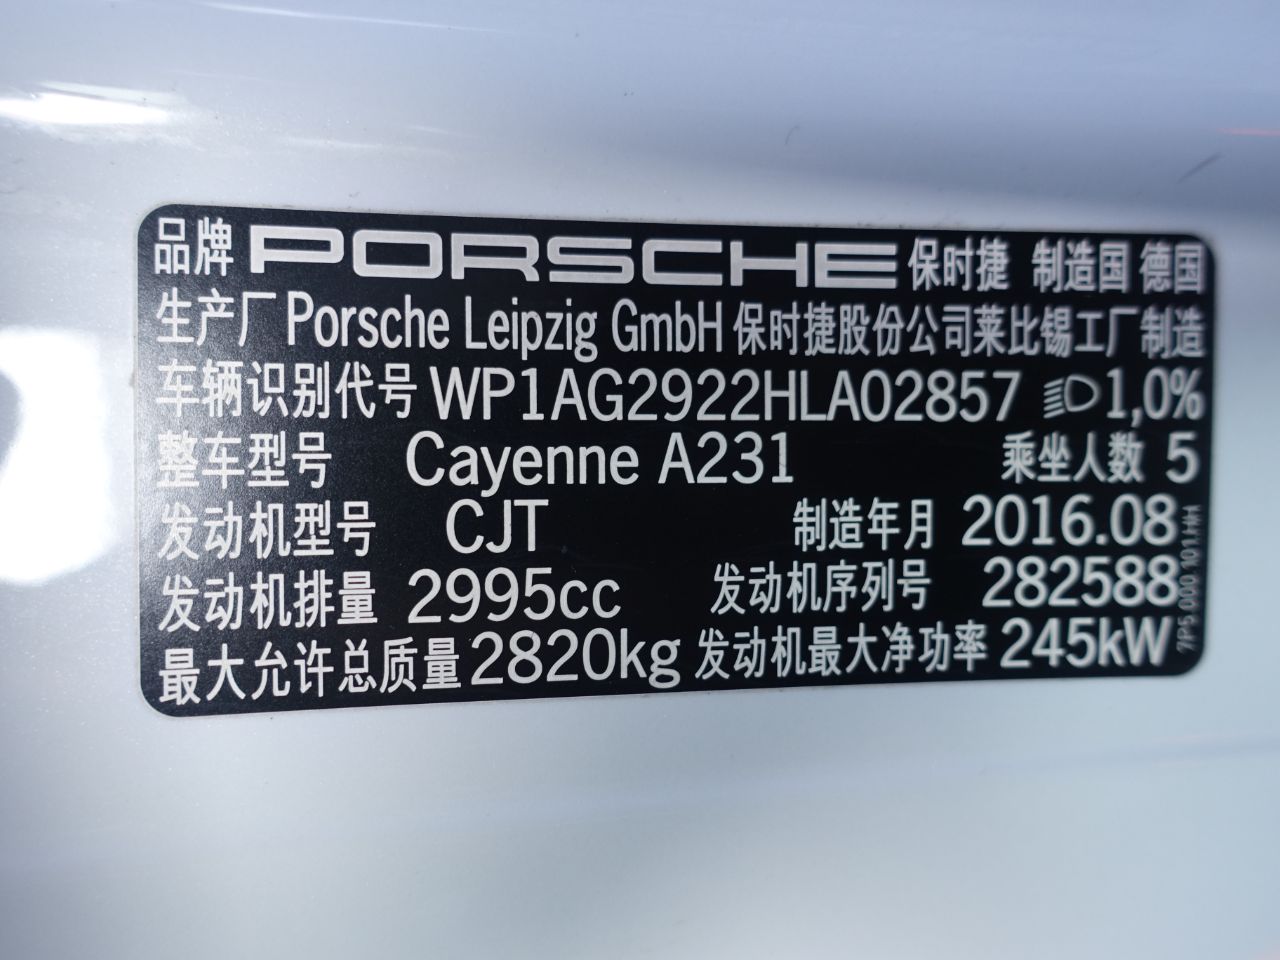 品牌 PORSCHE 保时捷 制造国 德国
生产厂 Porsche Leipzig GmbH 保时捷股份公司莱比锡工厂制造
车辆识别代号 WP1AG2922HLA02857 1,0%
整车型号 Cayenne A231 乘坐人数 5
发动机型号 CJT 制造年月 2016.08
发动机排量 2995cc 发动机序列号 282588
最大允许总质量 2820kg 发动机最大净功率 245kW
7P5.000.101